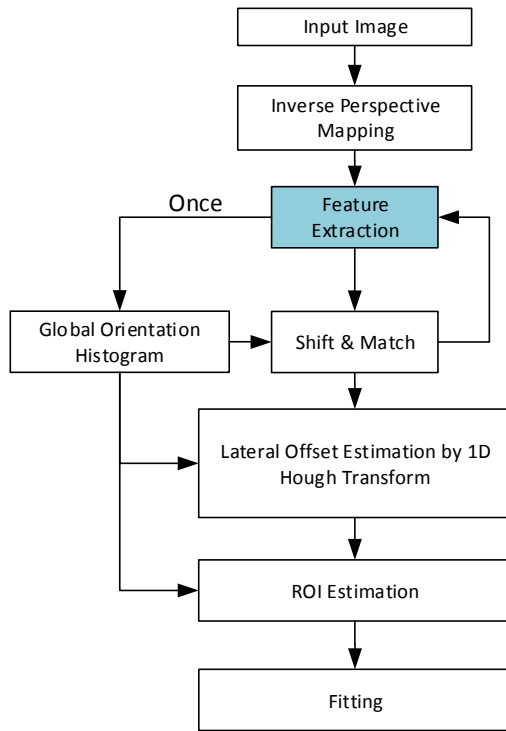 Input Image
Inverse Perspective
Mapping
Once
Feature
Extraction
Global Orientation
Histogram
Shift & Match
Lateral Offset Estimation by 1D
Hough Transform
ROI Estimation
Fitting